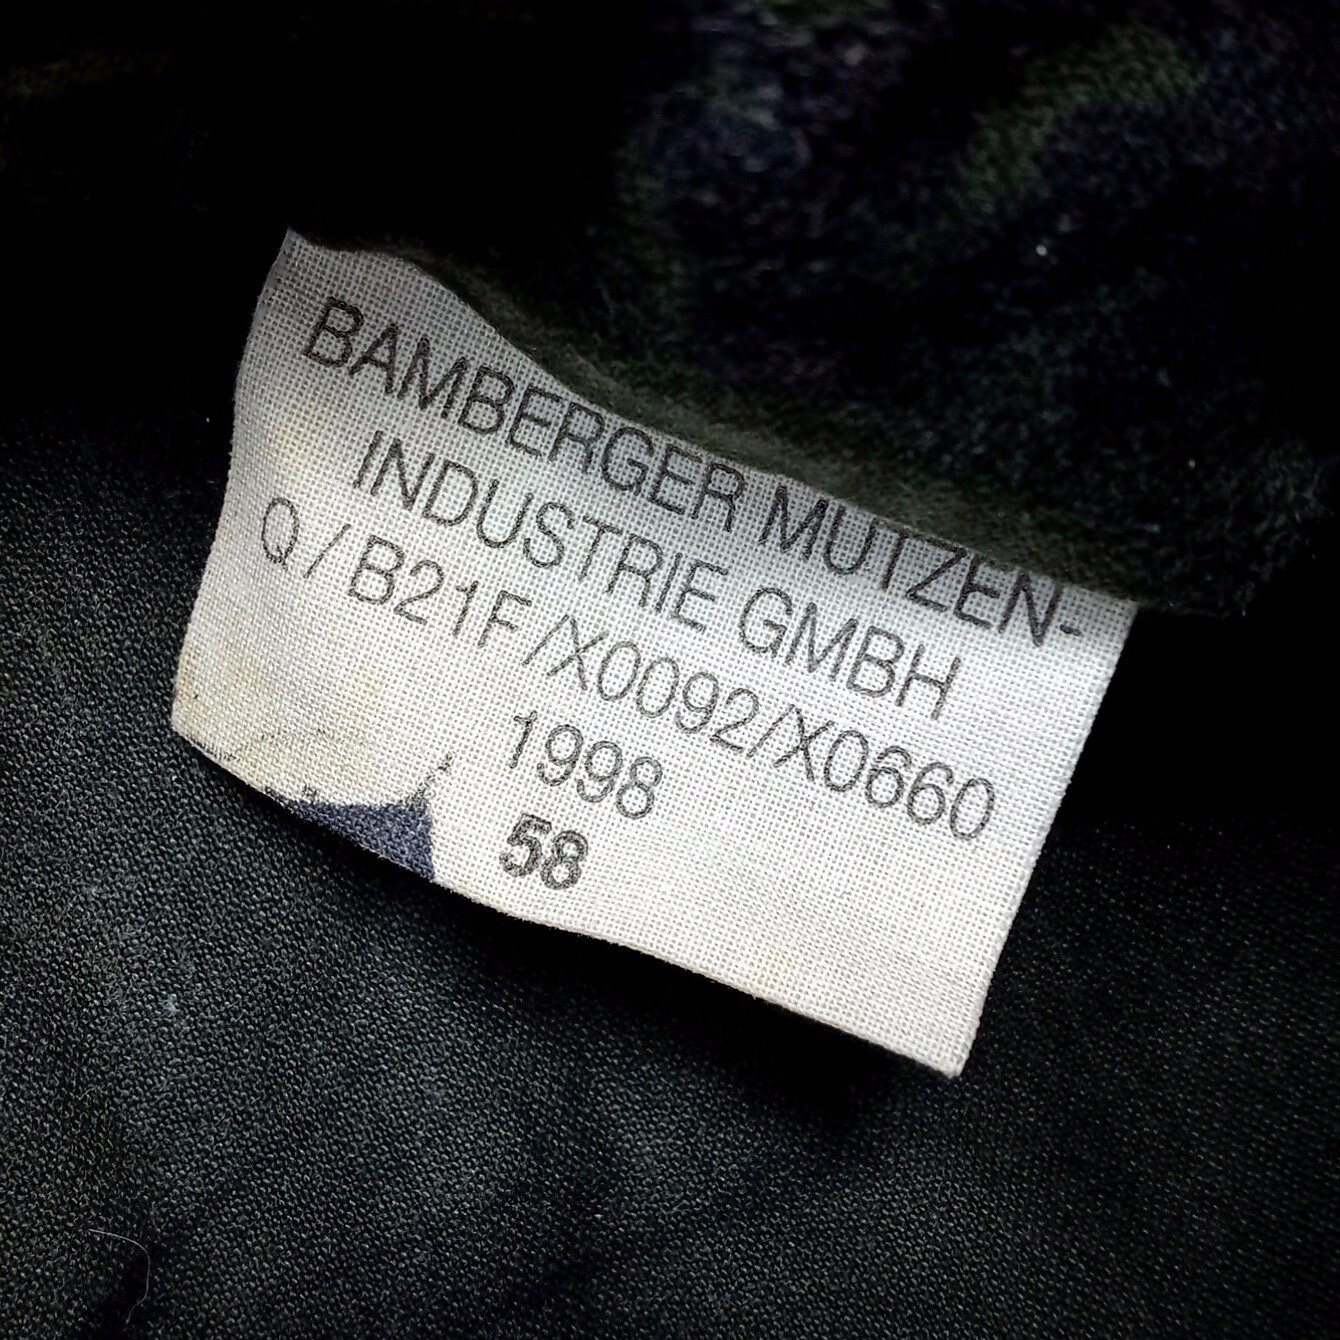 BAMBERGER MUTZEN-
INDUSTRIE GMBH
Q / B21F /X0092/X0660
1998
58